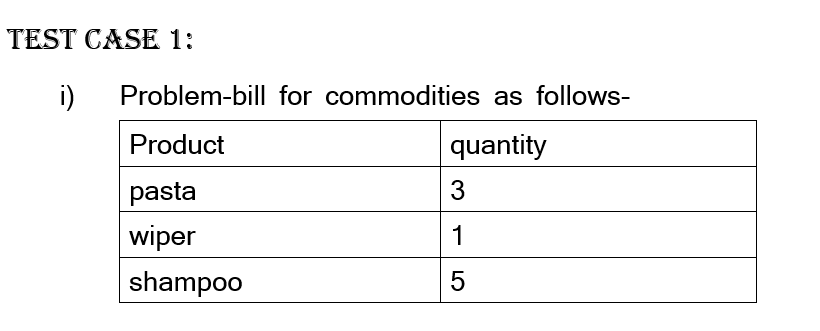 TEST CASE 1:
i) Problem-bill for commodities as follows-
Product quantity
pasta 3
wiper 1
shampoo 5